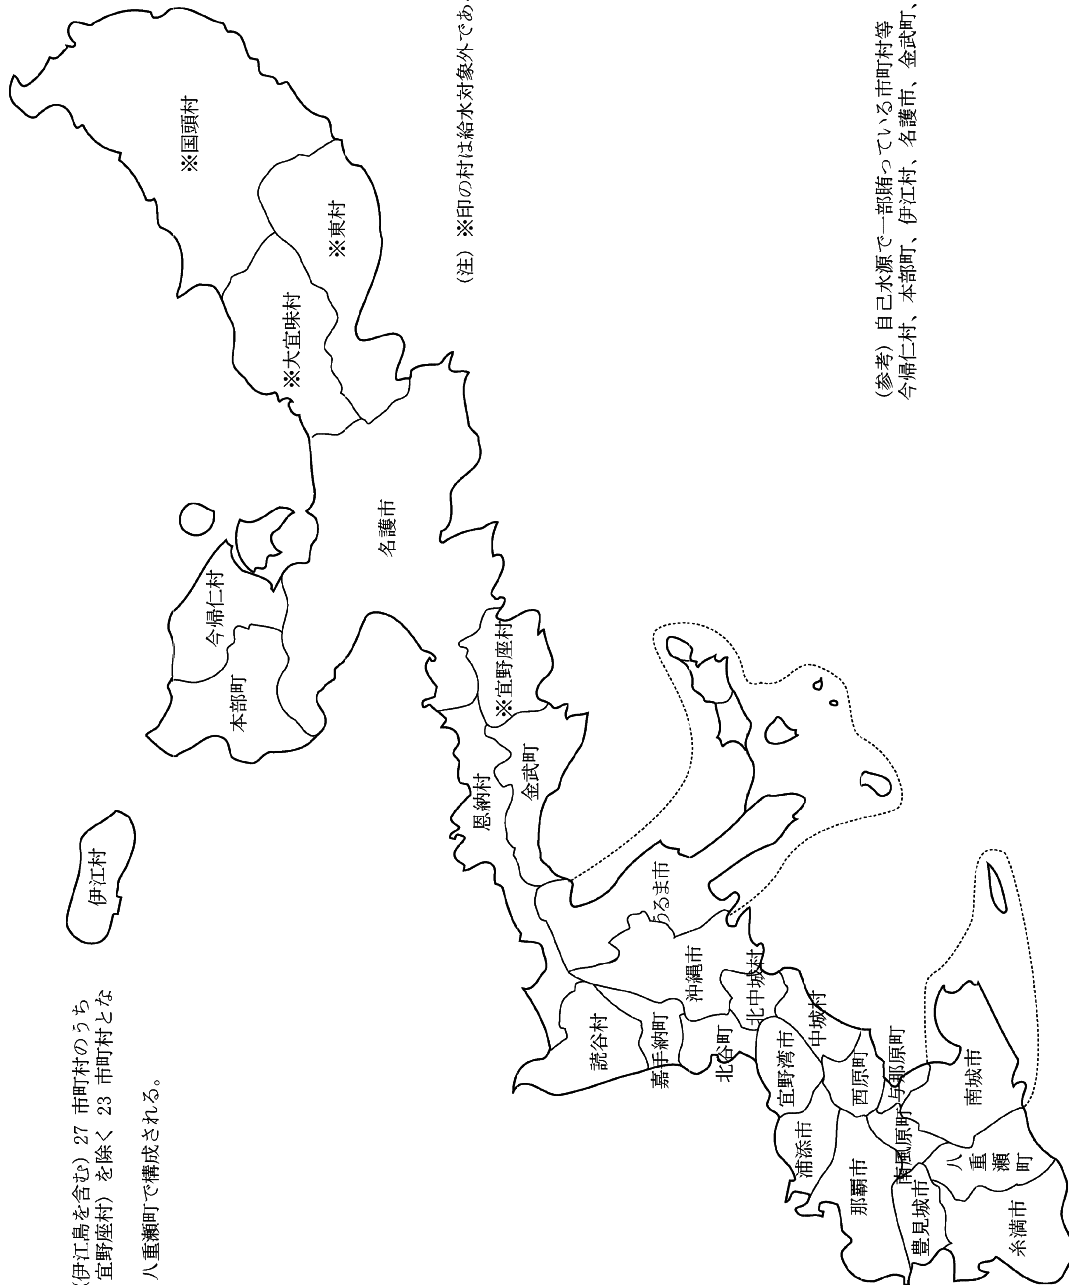 (伊江島を含む) 27 市町村のうち
宜野座村) を除く 23 市町村とな
八重瀬町で構成される。
伊江村
本部町
今帰仁村
※国頭村
※大宜味村
※東村
名護市
※宜野座村
恩納村
金武町
うるま市
沖縄市
読谷村
嘉手納町
北谷町
北中城村
中城村
宜野湾市
西原町
浦添市
那覇市
与那原町
南風原町
南城市
豊見城市
八重瀬町
糸満市
(注) ※印の村は給水対象外であ
(参考) 自己水源で一部賄っている市町村等
今帰仁村、本部町、伊江村、名護市、金武町、